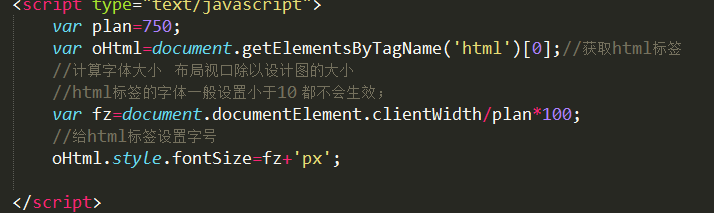 <script type="text/javascript">
var plan=750;
var oHtml=document.getElementsByTagName('html')[0];//获取html标签
//计算字体大小 布局视口除以设计图的大小
//html标签的字体一般设置小于10 都不会生效；
var fz=document.documentElement.clientWidth/plan*100;
//给html标签设置字号
oHtml.style.fontSize=fz+'px';
</script>